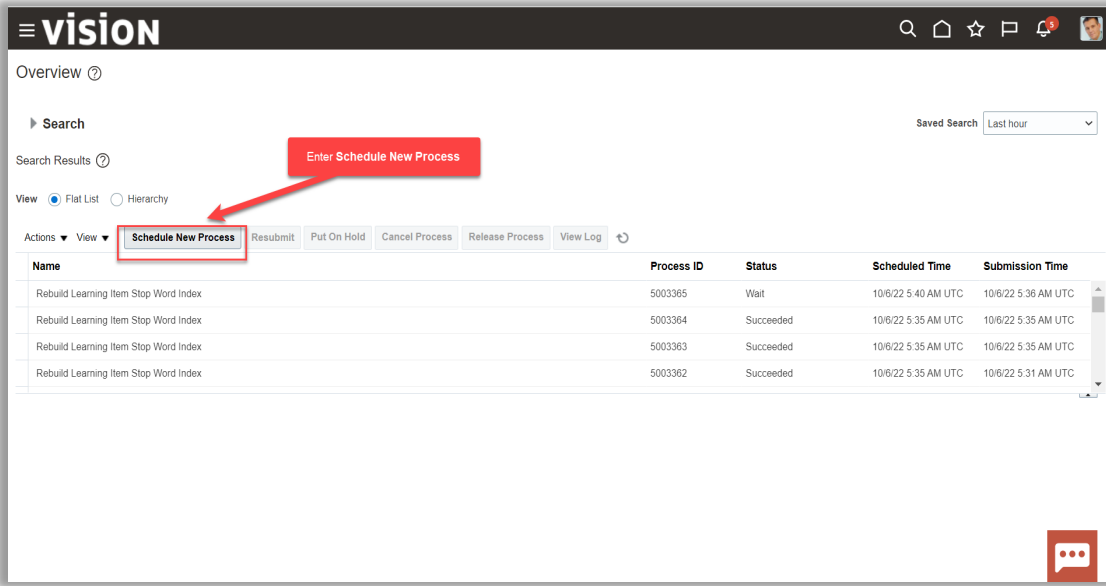 VISION
5
Overview
Search
Saved Search Last hour
Enter Schedule New Process
Search Results
View Flat List Hierarchy
Actions View Schedule New Process Resubmit Put On Hold Cancel Process Release Process View Log
Name Process ID Status Scheduled Time Submission Time
Rebuild Learning Item Stop Word Index 5003365 Wait 10/6/22 5:40 AM UTC 10/6/22 5:36 AM UTC
Rebuild Learning Item Stop Word Index 5003364 Succeeded 10/6/22 5:35 AM UTC 10/6/22 5:35 AM UTC
Rebuild Learning Item Stop Word Index 5003363 Succeeded 10/6/22 5:35 AM UTC 10/6/22 5:35 AM UTC
Rebuild Learning Item Stop Word Index 5003362 Succeeded 10/6/22 5:35 AM UTC 10/6/22 5:31 AM UTC